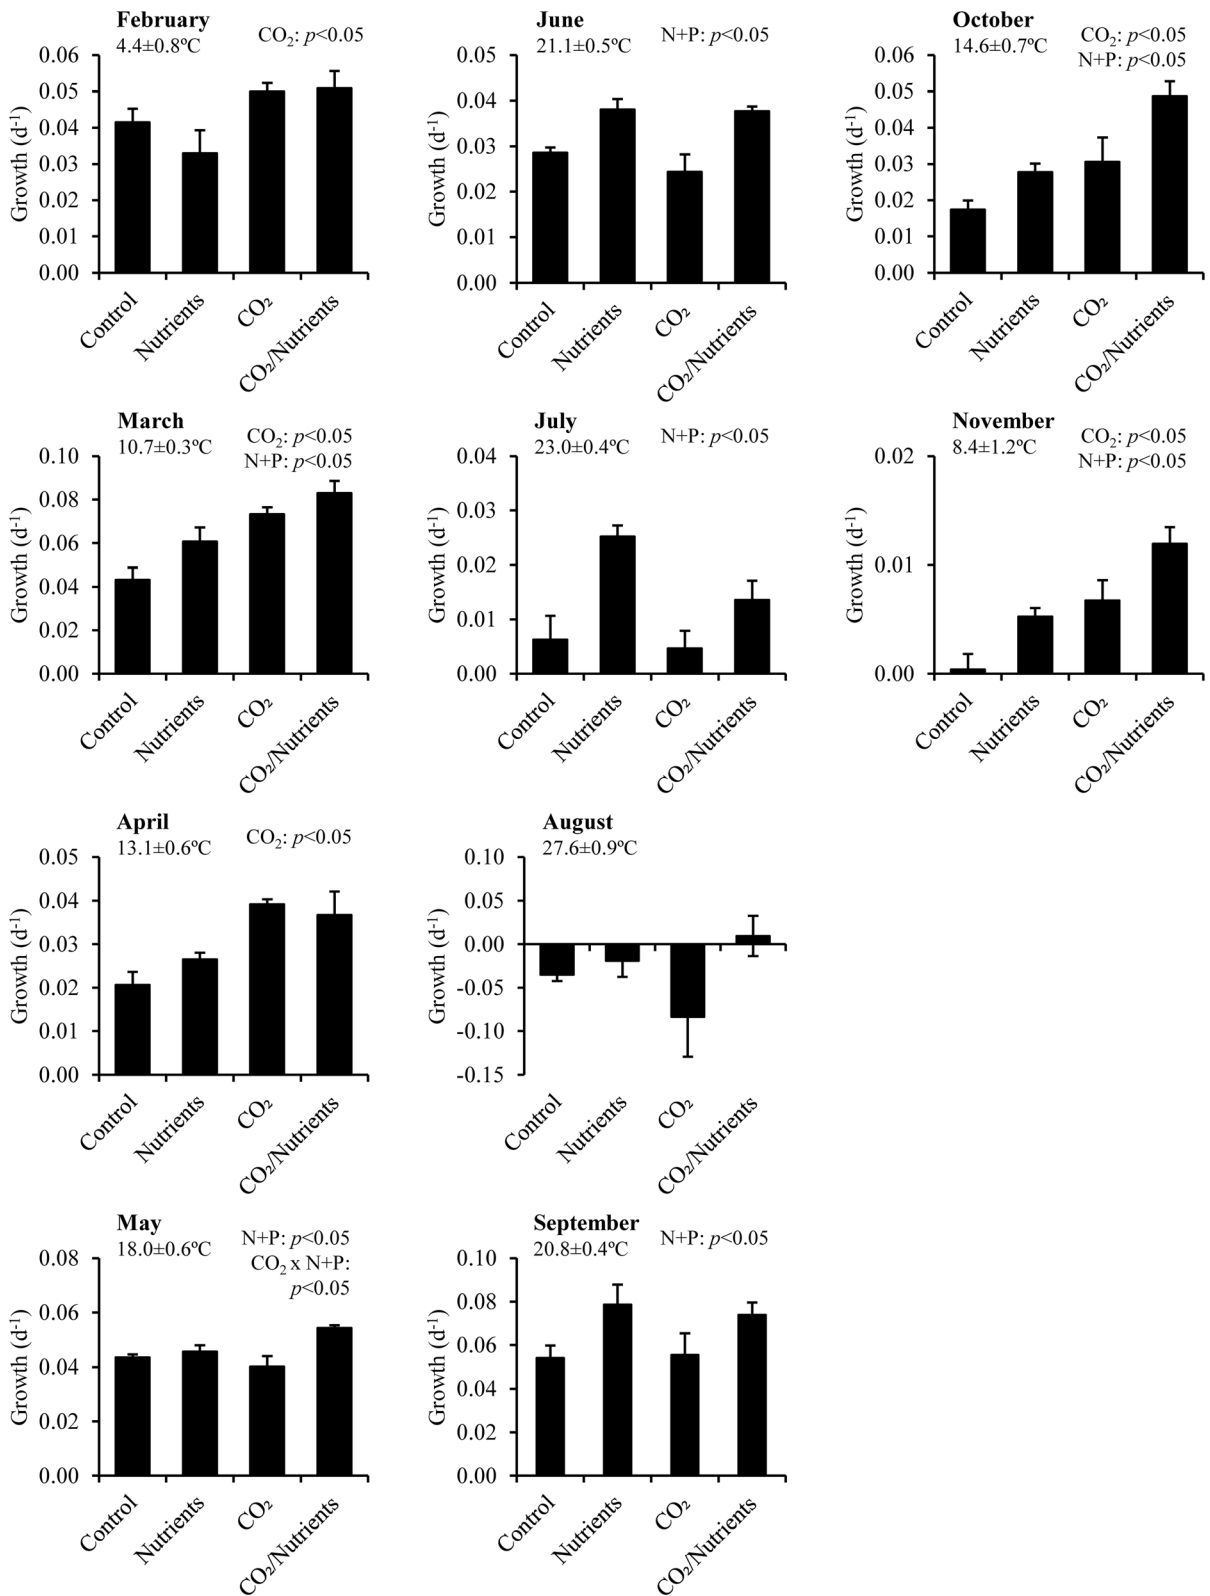 February
4.4±0.8ºC
CO₂: p<0.05
Growth (d⁻¹)
0.06
0.05
0.04
0.03
0.02
0.01
0.00
Control
Nutrients
CO₂
CO₂/Nutrients
June
21.1±0.5ºC
N+P: p<0.05
Growth (d⁻¹)
0.05
0.04
0.03
0.02
0.01
0.00
Control
Nutrients
CO₂
CO₂/Nutrients
October
14.6±0.7ºC
CO₂: p<0.05
N+P: p<0.05
Growth (d⁻¹)
0.06
0.05
0.04
0.03
0.02
0.01
0.00
Control
Nutrients
CO₂
CO₂/Nutrients
March
10.7±0.3ºC
CO₂: p<0.05
N+P: p<0.05
Growth (d⁻¹)
0.10
0.08
0.06
0.04
0.02
0.00
Control
Nutrients
CO₂
CO₂/Nutrients
July
23.0±0.4ºC
N+P: p<0.05
Growth (d⁻¹)
0.04
0.03
0.02
0.01
0.00
Control
Nutrients
CO₂
CO₂/Nutrients
November
8.4±1.2ºC
CO₂: p<0.05
N+P: p<0.05
Growth (d⁻¹)
0.02
0.01
0.00
Control
Nutrients
CO₂
CO₂/Nutrients
April
13.1±0.6ºC
CO₂: p<0.05
Growth (d⁻¹)
0.05
0.04
0.03
0.02
0.01
0.00
Control
Nutrients
CO₂
CO₂/Nutrients
August
27.6±0.9ºC
Growth (d⁻¹)
0.10
0.05
0.00
-0.05
-0.10
-0.15
Control
Nutrients
CO₂
CO₂/Nutrients
May
18.0±0.6ºC
N+P: p<0.05
CO₂ x N+P:
p<0.05
Growth (d⁻¹)
0.08
0.06
0.04
0.02
0.00
Control
Nutrients
CO₂
CO₂/Nutrients
September
20.8±0.4ºC
N+P: p<0.05
Growth (d⁻¹)
0.10
0.08
0.06
0.04
0.02
0.00
Control
Nutrients
CO₂
CO₂/Nutrients